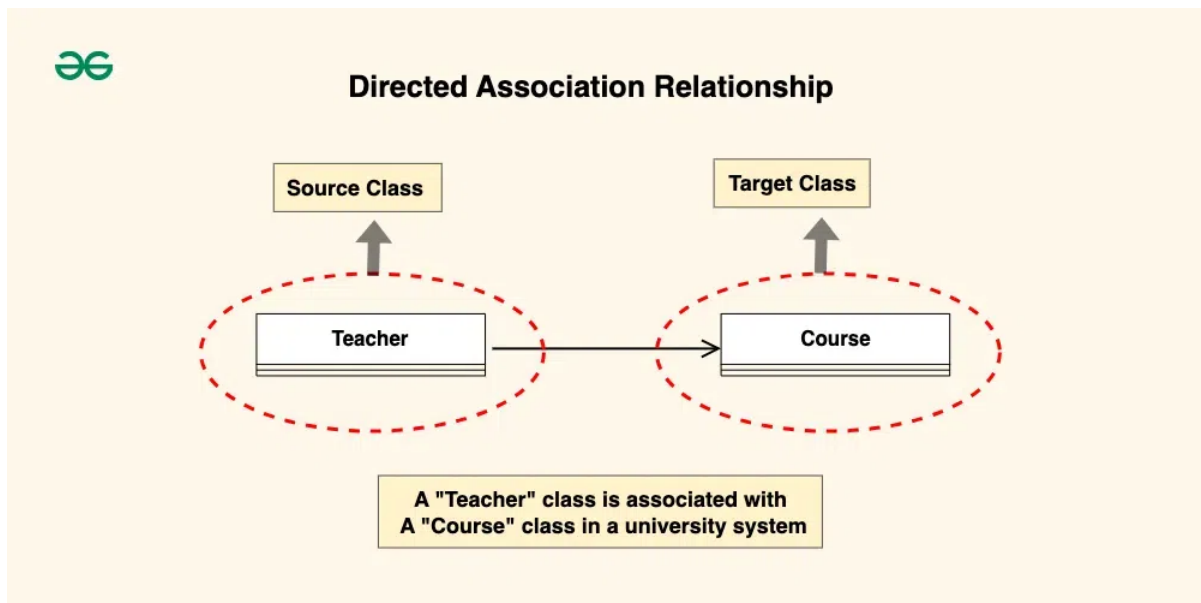 Directed Association Relationship
Source Class
Target Class
Teacher
Course
A "Teacher" class is associated with
A "Course" class in a university system